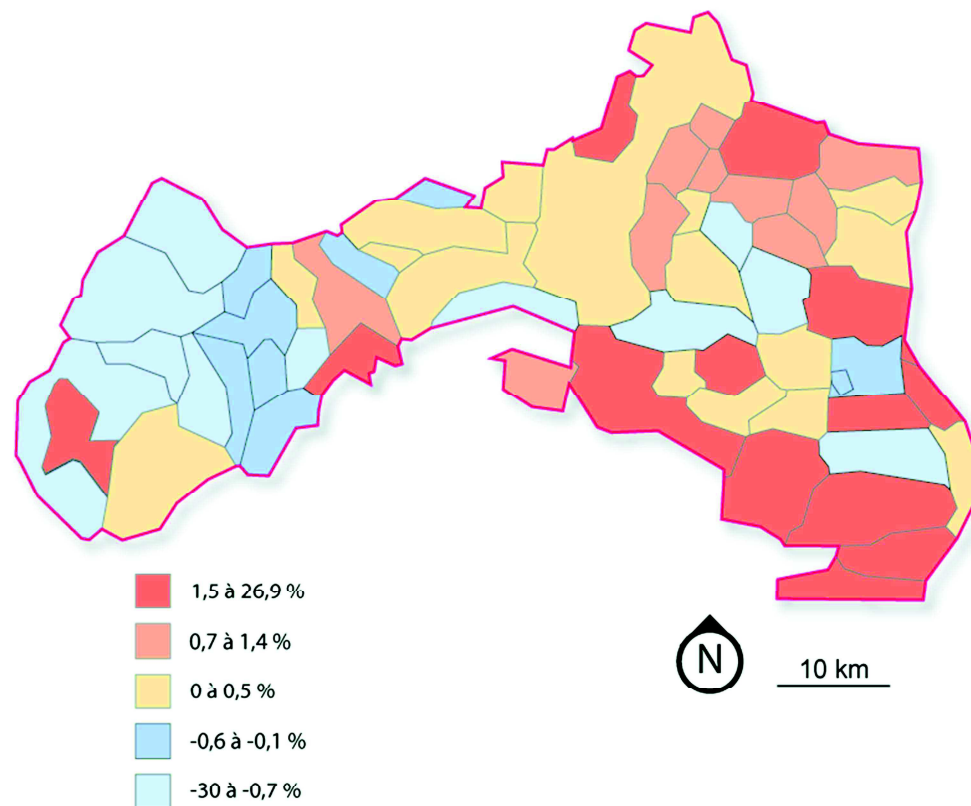 1,5 à 26,9 %
0,7 à 1,4 %
0 à 0,5 %
-0,6 à -0,1 %
-30 à -0,7 %
N
10 km